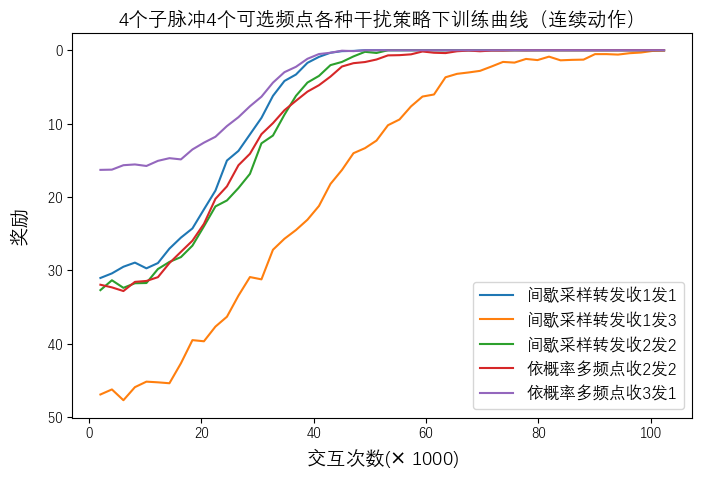 4个子脉冲4个可选频点各种干扰策略下训练曲线（连续动作）
0
10
20
30
40
50
奖励
间歇采样转发收1发1
间歇采样转发收1发3
间歇采样转发收2发2
依概率多频点收2发2
依概率多频点收3发1
0 20 40 60 80 100
交互次数(× 1000)